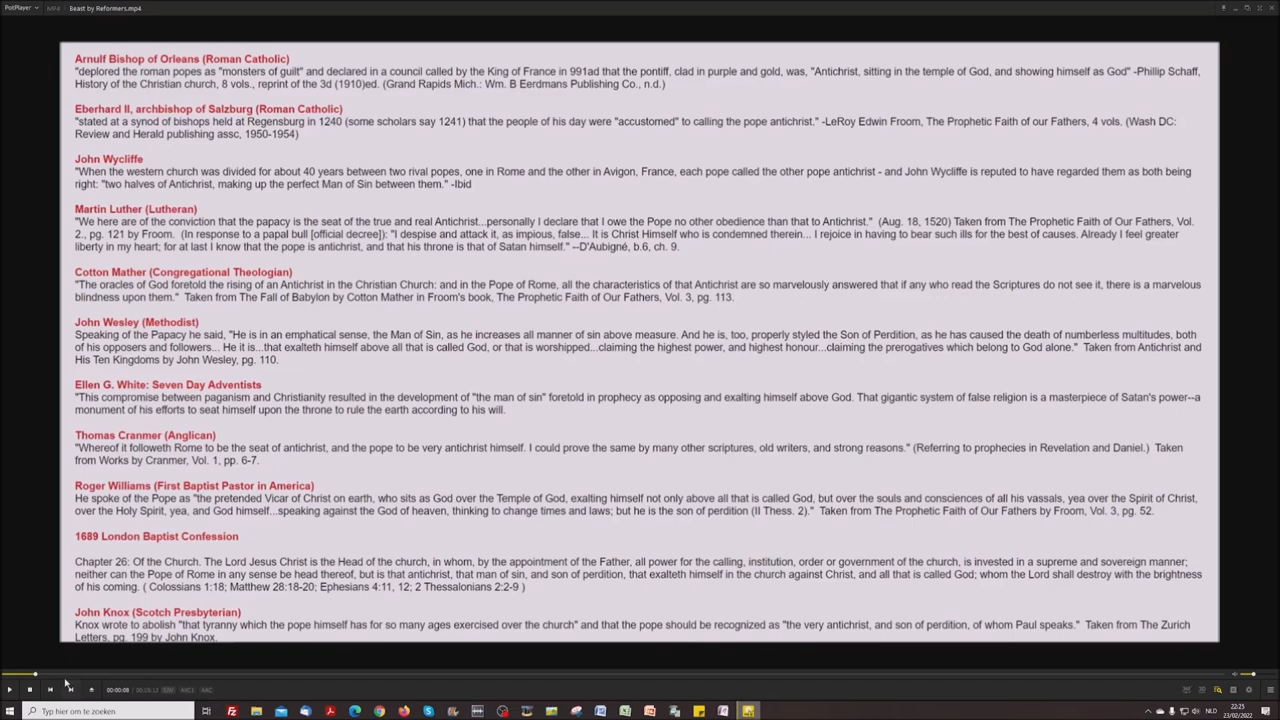 PotPlayer
MP4
Beast by Reformers.mp4
Arnulf Bishop of Orleans (Roman Catholic)
"deplored the roman popes as "monsters of guilt" and declared in a council called by the King of France in 991ad that the pontiff, clad in purple and gold, was, "Antichrist, sitting in the temple of God, and showing himself as God" -Phillip Schaff,
History of the Christian church, 8 vols., reprint of the 3d (1910)ed. (Grand Rapids Mich.: Wm. B Eerdmans Publishing Co., n.d.)
Eberhard II, archbishop of Salzburg (Roman Catholic)
"stated at a synod of bishops held at Regensburg in 1240 (some scholars say 1241) that the people of his day were "accustomed" to calling the pope antichrist." -LeRoy Edwin Froom, The Prophetic Faith of our Fathers, 4 vols. (Wash DC:
Review and Herald publishing assc, 1950-1954)
John Wycliffe
"When the western church was divided for about 40 years between two rival popes, one in Rome and the other in Avigon, France, each pope called the other pope antichrist - and John Wycliffe is reputed to have regarded them as both being
right: "two halves of Antichrist, making up the perfect Man of Sin between them." -Ibid
Martin Luther (Lutheran)
"We here are of the conviction that the papacy is the seat of the true and real Antichrist...personally I declare that I owe the Pope no other obedience than that to Antichrist." (Aug. 18, 1520) Taken from The Prophetic Faith of Our Fathers, Vol.
2., pg. 121 by Froom. (In response to a papal bull [official decree]): "I despise and attack it, as impious, false... It is Christ Himself who is condemned therein... I rejoice in having to bear such ills for the best of causes. Already I feel greater
liberty in my heart; for at last I know that the pope is antichrist, and that his throne is that of Satan himself." --D'Aubigné, b.6, ch. 9.
Cotton Mather (Congregational Theologian)
"The oracles of God foretold the rising of an Antichrist in the Christian Church: and in the Pope of Rome, all the characteristics of that Antichrist are so marvelously answered that if any who read the Scriptures do not see it, there is a marvelous
blindness upon them." Taken from The Fall of Babylon by Cotton Mather in Froom's book, The Prophetic Faith of Our Fathers, Vol. 3, pg. 113.
John Wesley (Methodist)
Speaking of the Papacy he said, "He is in an emphatical sense, the Man of Sin, as he increases all manner of sin above measure. And he is, too, properly styled the Son of Perdition, as he has caused the death of numberless multitudes, both
of his opposers and followers... He it is...that exalteth himself above all that is called God, or that is worshipped...claiming the highest power, and highest honour...claiming the prerogatives which belong to God alone." Taken from Antichrist and
His Ten Kingdoms by John Wesley, pg. 110.
Ellen G. White: Seven Day Adventists
"This compromise between paganism and Christianity resulted in the development of "the man of sin" foretold in prophecy as opposing and exalting himself above God. That gigantic system of false religion is a masterpiece of Satan's power--a
monument of his efforts to seat himself upon the throne to rule the earth according to his will.
Thomas Cranmer (Anglican)
"Whereof it followeth Rome to be the seat of antichrist, and the pope to be very antichrist himself. I could prove the same by many other scriptures, old writers, and strong reasons." (Referring to prophecies in Revelation and Daniel.) Taken
from Works by Cranmer, Vol. 1, pp. 6-7.
Roger Williams (First Baptist Pastor in America)
He spoke of the Pope as "the pretended Vicar of Christ on earth, who sits as God over the Temple of God, exalting himself not only above all that is called God, but over the souls and consciences of all his vassals, yea over the Spirit of Christ,
over the Holy Spirit, yea, and God himself...speaking against the God of heaven, thinking to change times and laws; but he is the son of perdition (II Thess. 2)." Taken from The Prophetic Faith of Our Fathers by Froom, Vol. 3, pg. 52.
1689 London Baptist Confession
Chapter 26: Of the Church. The Lord Jesus Christ is the Head of the church, in whom, by the appointment of the Father, all power for the calling, institution, order or government of the church, is invested in a supreme and sovereign manner;
neither can the Pope of Rome in any sense be head thereof, but is that antichrist, that man of sin, and son of perdition, that exalteth himself in the church against Christ, and all that is called God; whom the Lord shall destroy with the brightness
of his coming. ( Colossians 1:18; Matthew 28:18-20; Ephesians 4:11, 12; 2 Thessalonians 2:2-9 )
John Knox (Scotch Presbyterian)
Knox wrote to abolish "that tyranny which the pope himself has for so many ages exercised over the church" and that the pope should be recognized as "the very antichrist, and son of perdition, of whom Paul speaks." Taken from The Zurich
Letters, pg. 199 by John Knox.
00:00:08
AVC1
AAC
Typ hier om te zoeken
NLD
22:25
23/02/2022